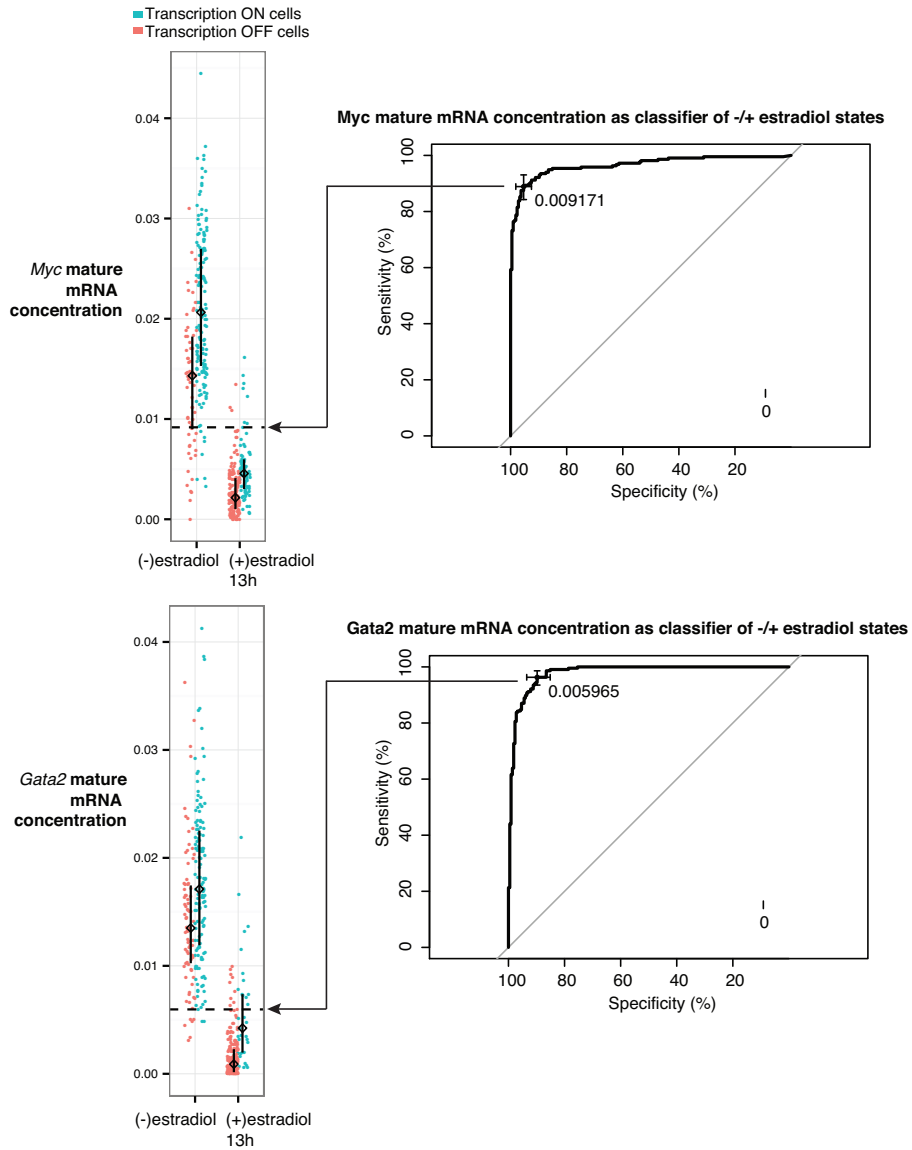 Transcription ON cells
Transcription OFF cells
0.04
0.03
0.02
0.01
0.00
Myc mature
mRNA
concentration
(-)estradiol (+)estradiol
13h
Myc mature mRNA concentration as classifier of -/+ estradiol states
100
80
60
40
20
0
Sensitivity (%)
0.009171
0
100 80 60 40 20
Specificity (%)
0.04
0.03
0.02
0.01
0.00
Gata2 mature
mRNA
concentration
(-)estradiol (+)estradiol
13h
Gata2 mature mRNA concentration as classifier of -/+ estradiol states
100
80
60
40
20
0
Sensitivity (%)
0.005965
0
100 80 60 40 20
Specificity (%)